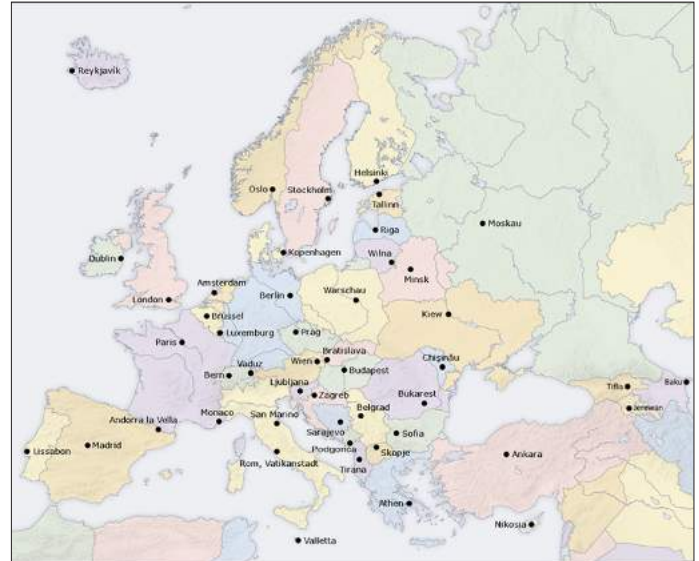 Reykjavík
Helsinki
Oslo
Stockholm
Tallinn
Moskau
Riga
Dublin
Kopenhagen
Wilna
Minsk
Amsterdam
London
Berlin
Warschau
Brüssel
Kiew
Luxemburg
Prag
Paris
Bratislava
Wien
Chișinău
Vaduz
Budapest
Bern
Ljubljana
Tiflis
Baku
Zagreb
Bukarest
Jerewan
Monaco
San Marino
Belgrad
Andorra la Vella
Sarajevo
Sofia
Madrid
Lissabon
Podgorica
Skopje
Ankara
Rom, Vatikanstadt
Tirana
Athen
Nikosia
Valletta